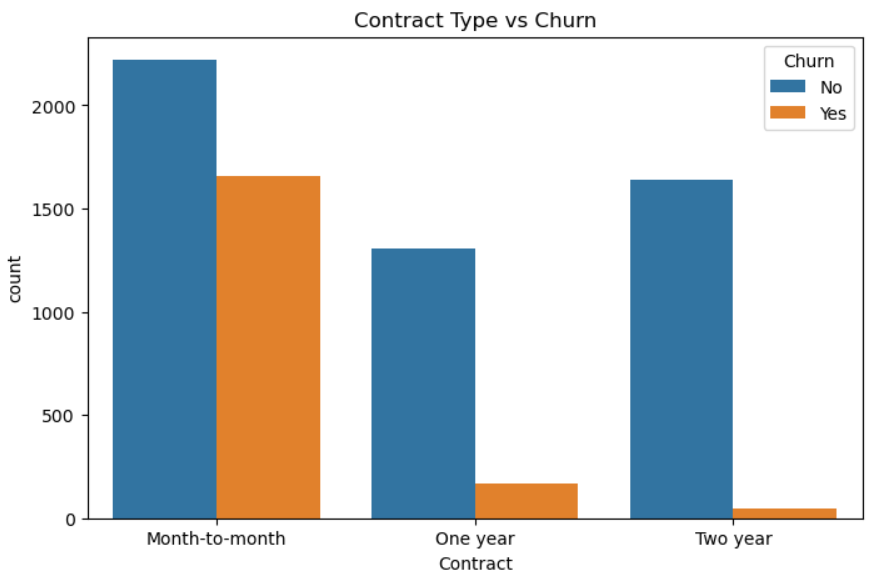 Contract Type vs Churn
Churn
No
Yes
2000
1500
1000
500
0
count
Month-to-month
One year
Two year
Contract